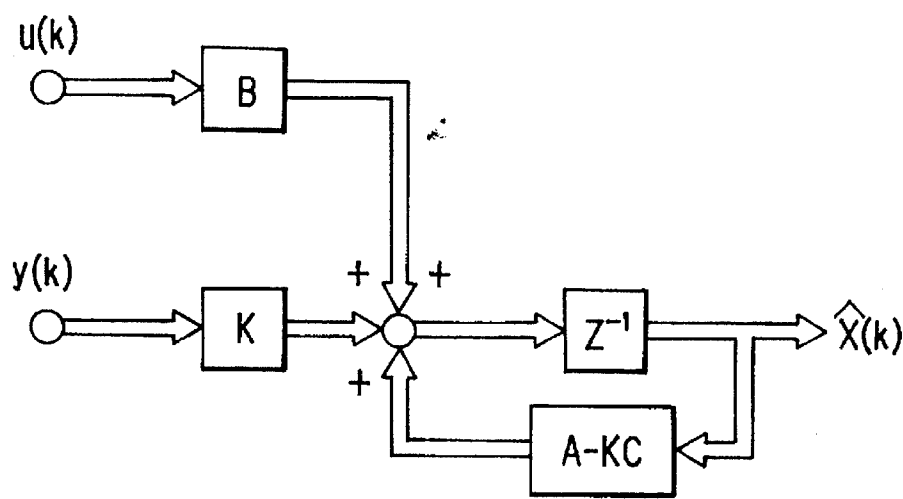 u(k)
B
y(k)
K
+ +
+
Z⁻¹
X̂(k)
A-KC